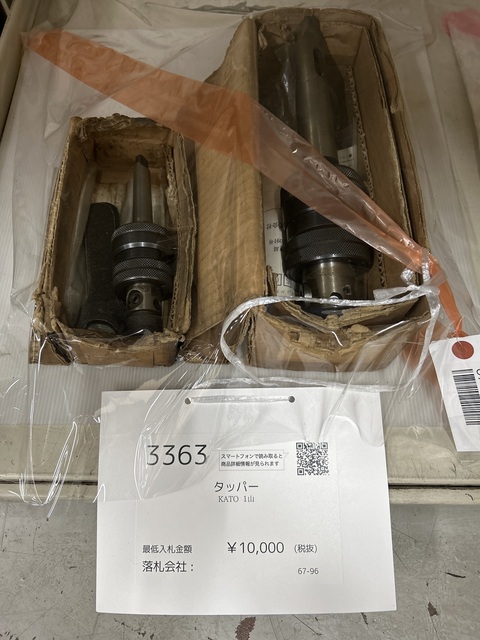 3363
スマートフォンで読み取ると
商品詳細情報が見られます
タッパー
KATO 1山
最低入札金額 ￥10,000 （税抜）
落札会社：
67-96